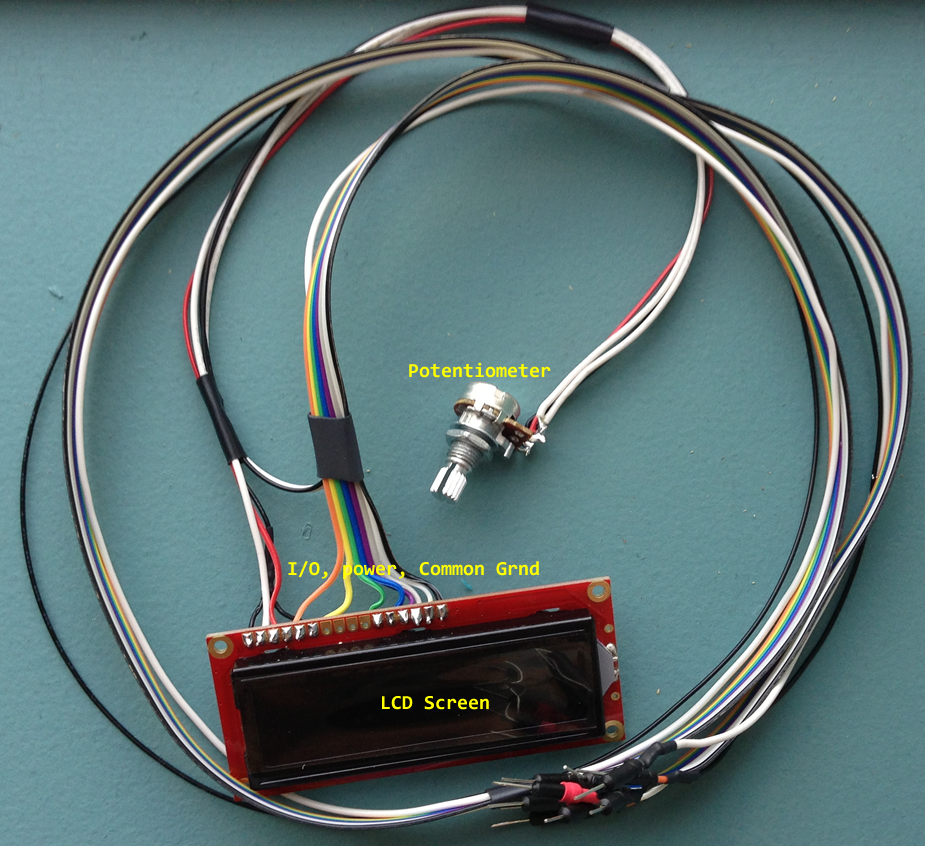 Potentiometer
I/O, power, Common Grnd
LCD Screen